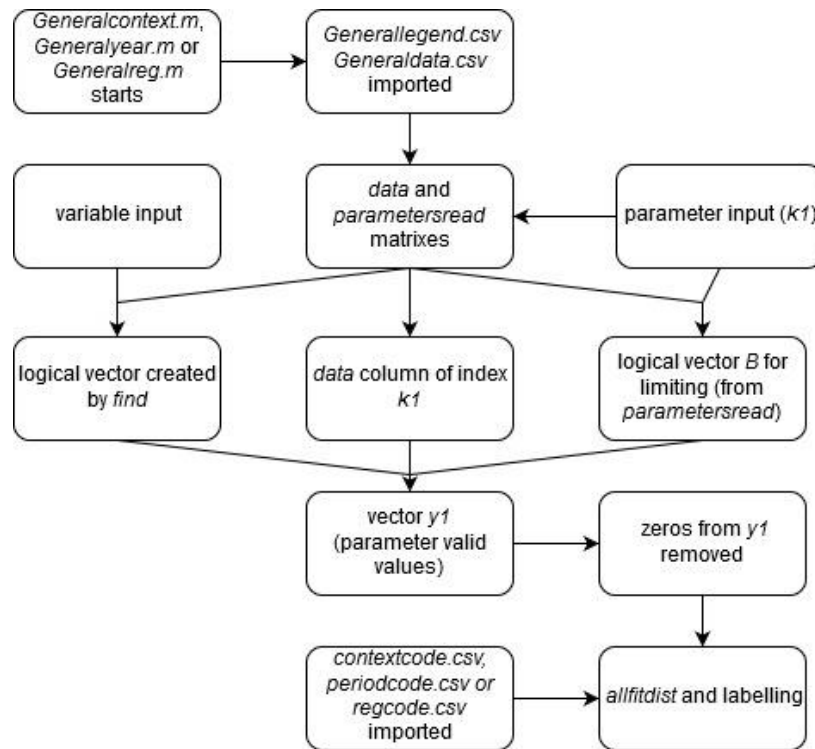 Generalcontext.m,
Generalyear.m or
Generalreg.m
starts
Generallegend.csv
Generaldata.csv
imported
variable input
data and
parametersread
matrixes
parameter input (k1)
logical vector created
by find
data column of index
k1
logical vector B for
limiting (from
parametersread)
vector y1
(parameter valid
values)
zeros from y1
removed
contextcode.csv,
periodcode.csv or
regcode.csv
imported
allfitdist and labelling